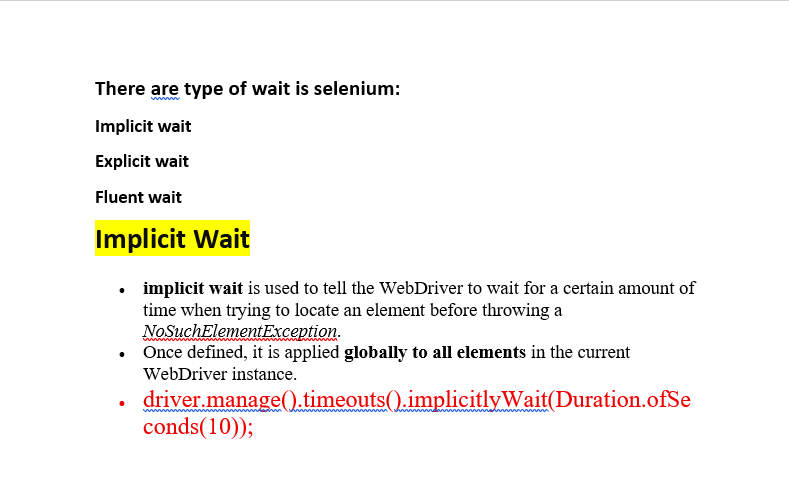 There are type of wait is selenium:
Implicit wait
Explicit wait
Fluent wait
Implicit Wait
• implicit wait is used to tell the WebDriver to wait for a certain amount of
time when trying to locate an element before throwing a
NoSuchElementException.
• Once defined, it is applied globally to all elements in the current
WebDriver instance.
• driver.manage().timeouts().implicitlyWait(Duration.ofSe
conds(10));